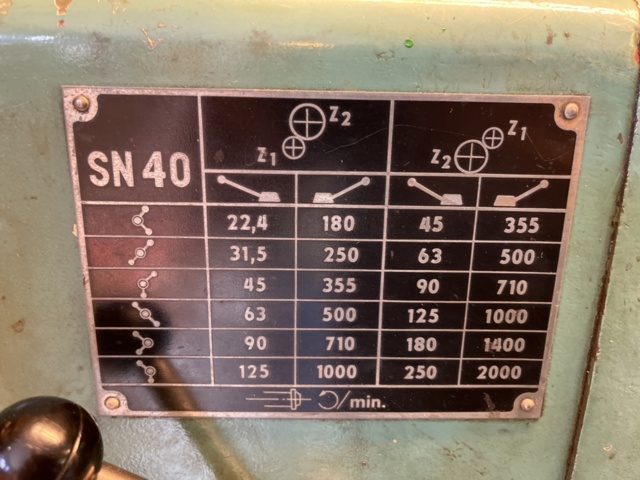 Z2
Z1
Z1
Z2
SN 40
22,4 180 45 355
31,5 250 63 500
45 355 90 710
63 500 125 1000
90 710 180 1400
125 1000 250 2000
/min.